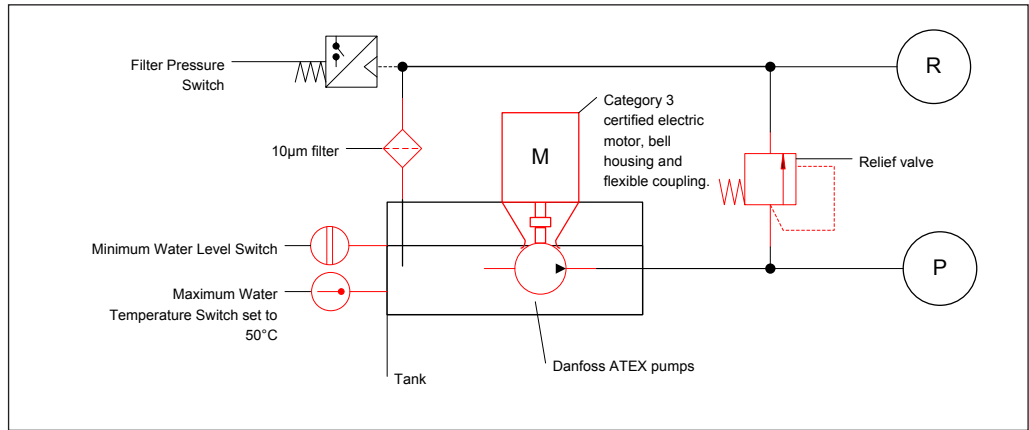 Filter Pressure
Switch
R
Category 3
certified electric
motor, bell
housing and
flexible coupling.
M
10µm filter
Relief valve
Minimum Water Level Switch
P
Maximum Water
Temperature Switch set to
50°C
Danfoss ATEX pumps
Tank